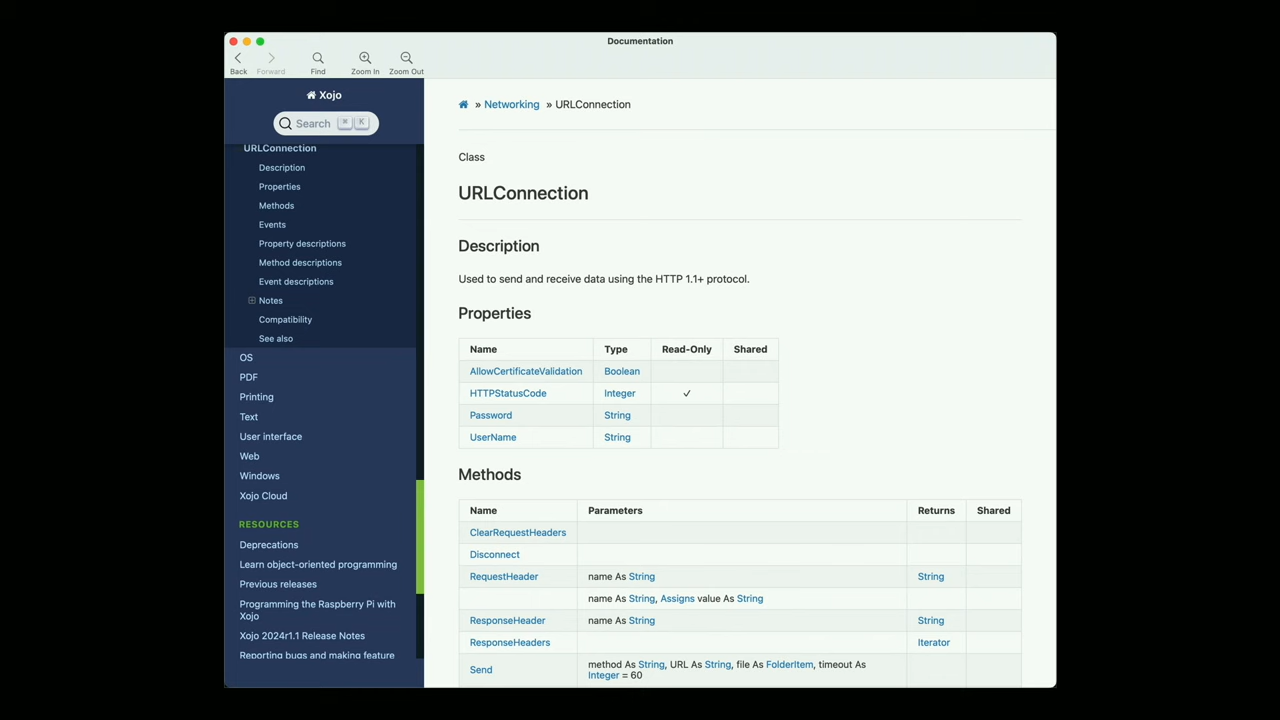 Documentation
Back Forward Find Zoom In Zoom Out
Xojo
Search ⌘ K
URLConnection
Description
Properties
Methods
Events
Property descriptions
Method descriptions
Event descriptions
Notes
Compatibility
See also
OS
PDF
Printing
Text
User interface
Web
Windows
Xojo Cloud
RESOURCES
Deprecations
Learn object-oriented programming
Previous releases
Programming the Raspberry Pi with
Xojo
Xojo 2024r1.1 Release Notes
Reporting bugs and making feature
» Networking » URLConnection
Class
URLConnection
Description
Used to send and receive data using the HTTP 1.1+ protocol.
Properties
Name Type Read-Only Shared
AllowCertificateValidation Boolean
HTTPStatusCode Integer ✓
Password String
UserName String
Methods
Name Parameters Returns Shared
ClearRequestHeaders
Disconnect
RequestHeader name As String String
name As String, Assigns value As String
ResponseHeader name As String String
ResponseHeaders Iterator
Send method As String, URL As String, file As FolderItem, timeout As
Integer = 60